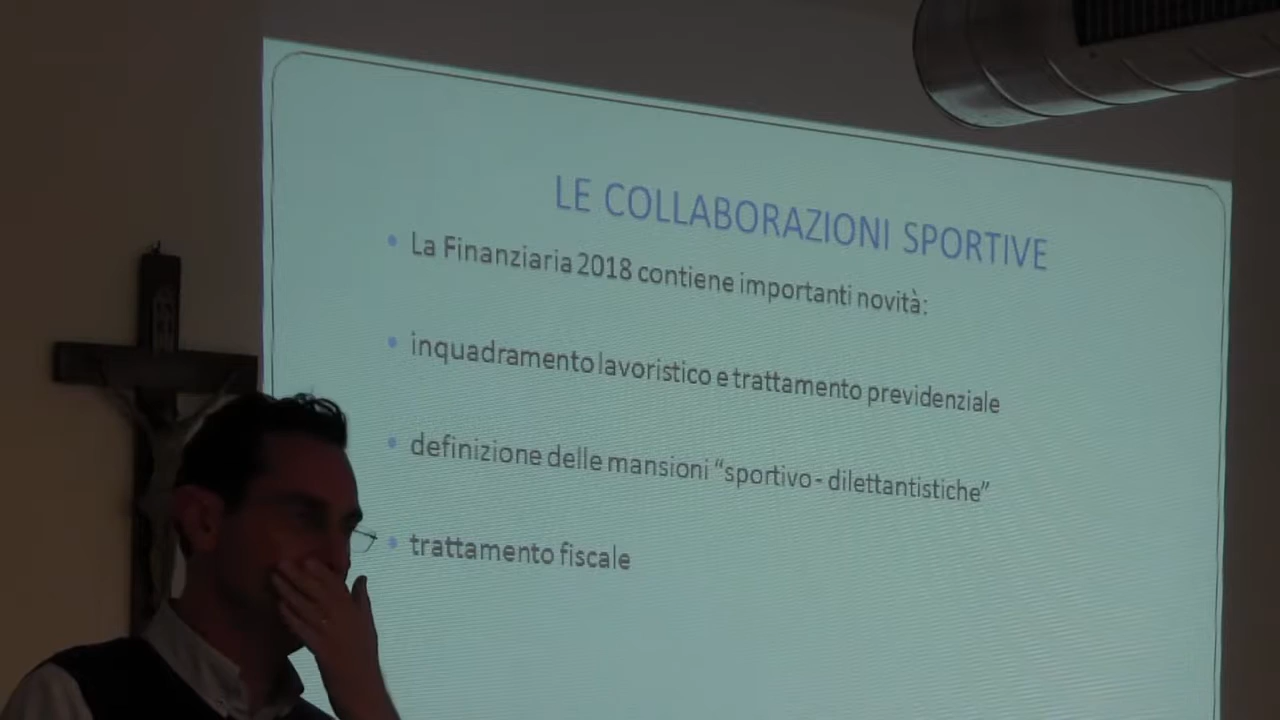 LE COLLABORAZIONI SPORTIVE
La Finanziaria 2018 contiene importanti novità:
inquadramento lavoristico e trattamento previdenziale
definizione delle mansioni “sportivo - dilettantistiche”
trattamento fiscale